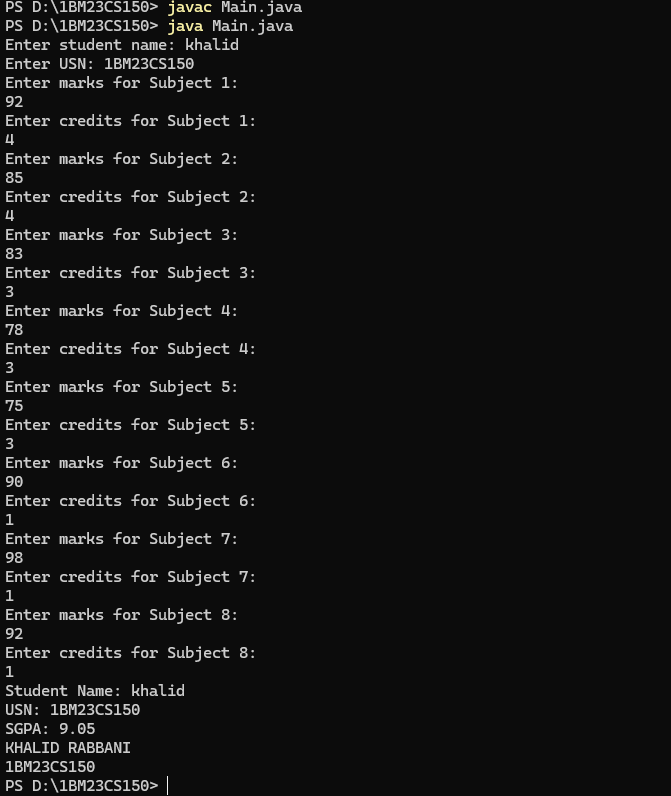 PS D:\1BM23CS150> javac Main.java
PS D:\1BM23CS150> java Main.java
Enter student name: khalid
Enter USN: 1BM23CS150
Enter marks for Subject 1:
92
Enter credits for Subject 1:
4
Enter marks for Subject 2:
85
Enter credits for Subject 2:
4
Enter marks for Subject 3:
83
Enter credits for Subject 3:
3
Enter marks for Subject 4:
78
Enter credits for Subject 4:
3
Enter marks for Subject 5:
75
Enter credits for Subject 5:
3
Enter marks for Subject 6:
90
Enter credits for Subject 6:
1
Enter marks for Subject 7:
98
Enter credits for Subject 7:
1
Enter marks for Subject 8:
92
Enter credits for Subject 8:
1
Student Name: khalid
USN: 1BM23CS150
SGPA: 9.05
KHALID RABBANI
1BM23CS150
PS D:\1BM23CS150>